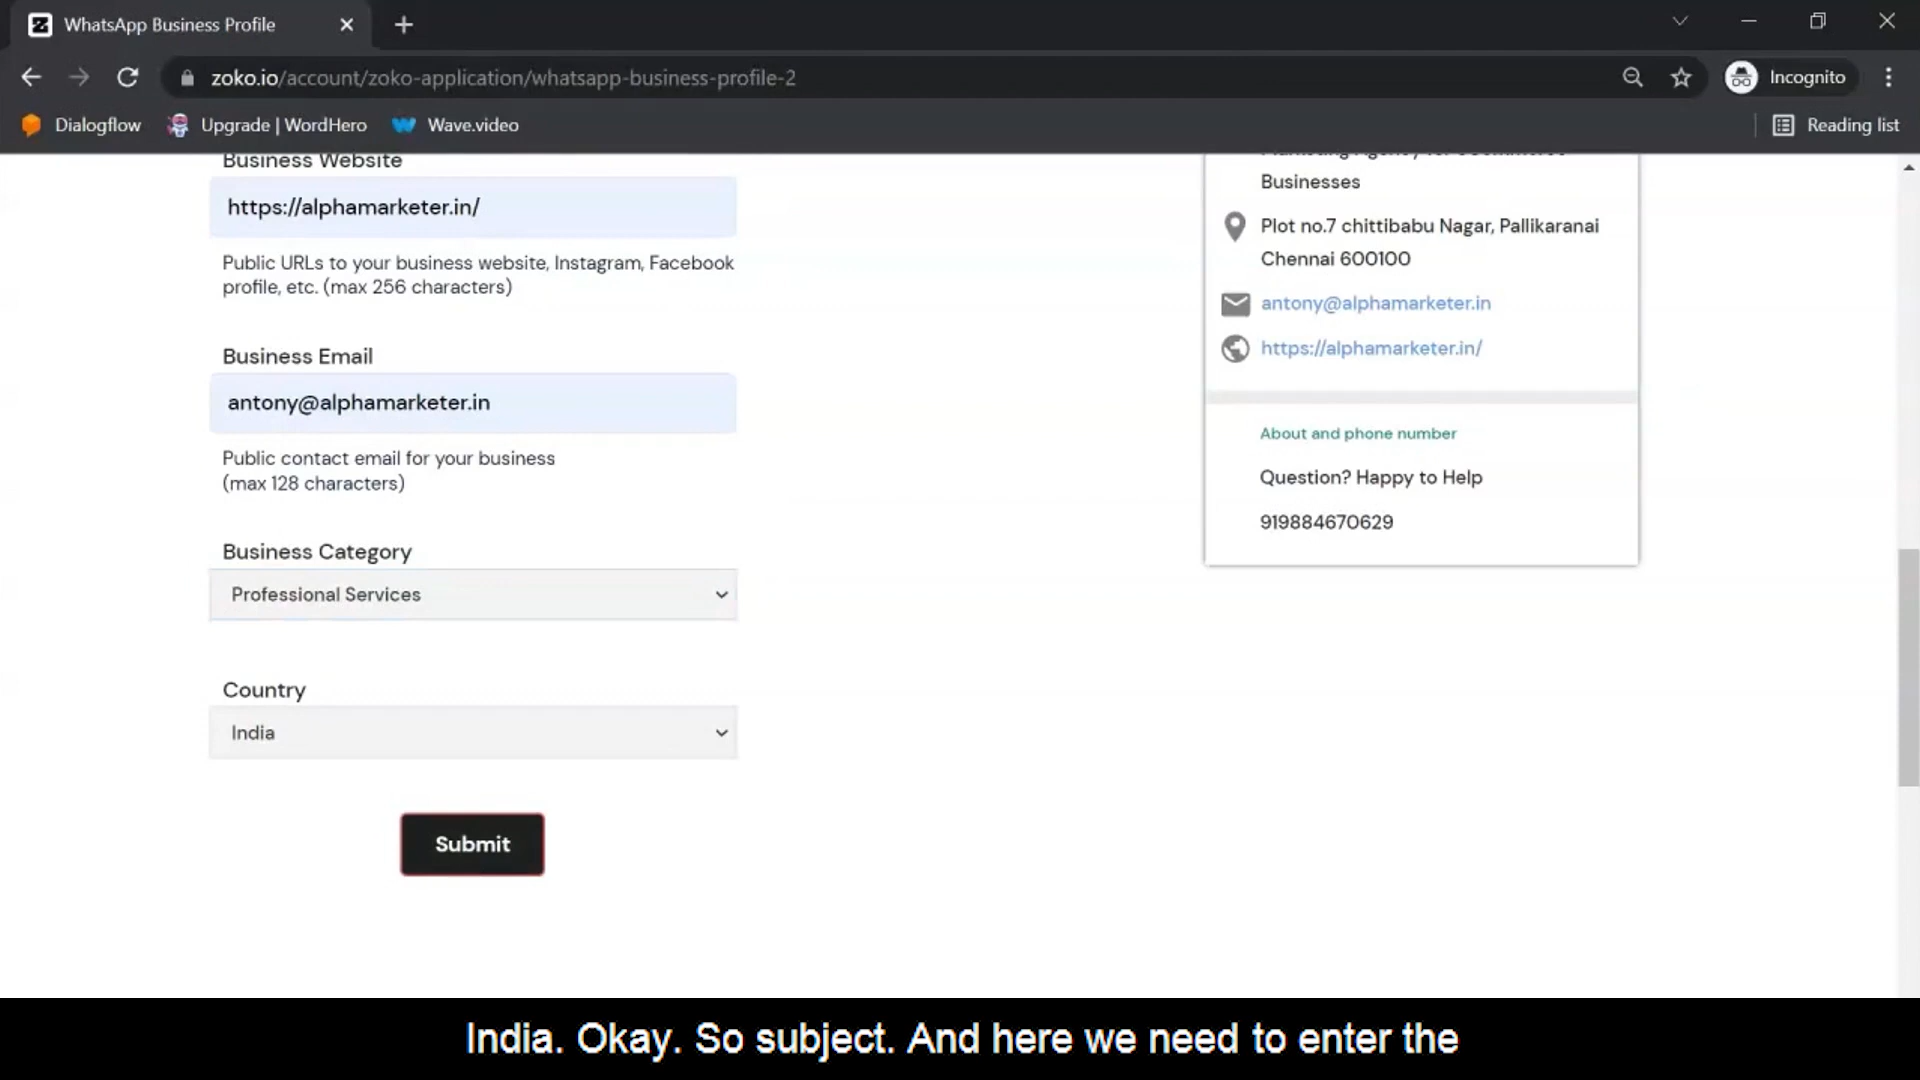 WhatsApp Business Profile
zoko.io/account/zoko-application/whatsapp-business-profile-2
Incognito
Dialogflow
Upgrade | WordHero
Wave.video
Reading list
Business Website
https://alphamarketer.in/
Public URLs to your business website, Instagram, Facebook
profile, etc. (max 256 characters)
Business Email
antony@alphamarketer.in
Public contact email for your business
(max 128 characters)
Business Category
Professional Services
Country
India
Submit
Marketing Agency for eCommerce
Businesses
Plot no.7 chittibabu Nagar, Pallikaranai
Chennai 600100
antony@alphamarketer.in
https://alphamarketer.in/
About and phone number
Question? Happy to Help
919884670629
India. Okay. So subject. And here we need to enter the